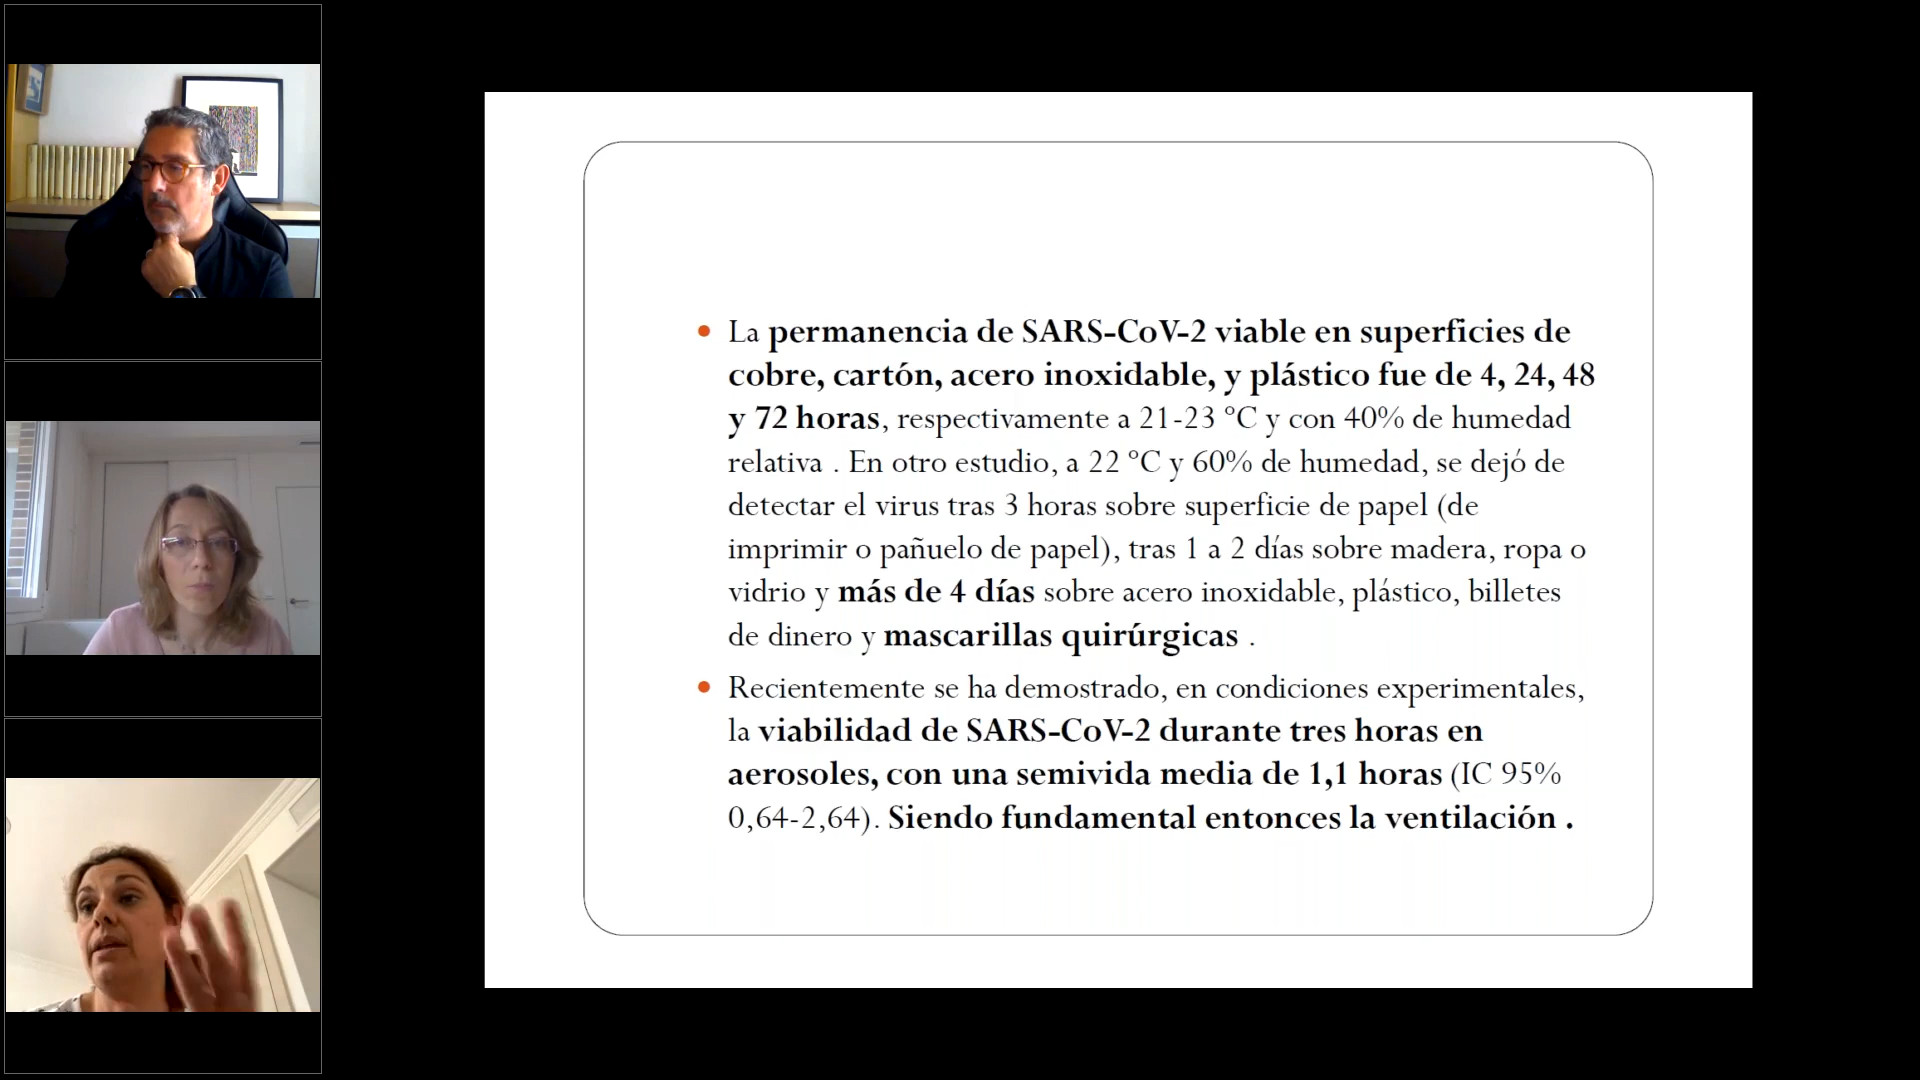 La permanencia de SARS-CoV-2 viable en superficies de
cobre, cartón, acero inoxidable, y plástico fue de 4, 24, 48
y 72 horas, respectivamente a 21-23 ºC y con 40% de humedad
relativa . En otro estudio, a 22 ºC y 60% de humedad, se dejó de
detectar el virus tras 3 horas sobre superficie de papel (de
imprimir o pañuelo de papel), tras 1 a 2 días sobre madera, ropa o
vidrio y más de 4 días sobre acero inoxidable, plástico, billetes
de dinero y mascarillas quirúrgicas .
Recientemente se ha demostrado, en condiciones experimentales,
la viabilidad de SARS-CoV-2 durante tres horas en
aerosoles, con una semivida media de 1,1 horas (IC 95%
0,64-2,64). Siendo fundamental entonces la ventilación .